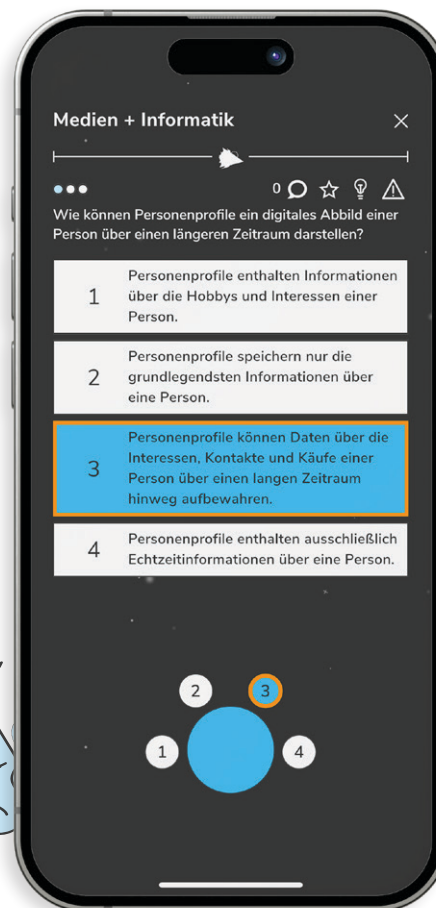 Medien + Informatik
0
Wie können Personenprofile ein digitales Abbild einer
Person über einen längeren Zeitraum darstellen?
1
Personenprofile enthalten Informationen
über die Hobbys und Interessen einer
Person.
2
Personenprofile speichern nur die
grundlegendsten Informationen über
eine Person.
3
Personenprofile können Daten über die
Interessen, Kontakte und Käufe einer
Person über einen langen Zeitraum
hinweg aufbewahren.
4
Personenprofile enthalten ausschließlich
Echtzeitinformationen über eine Person.
2 3
1 4